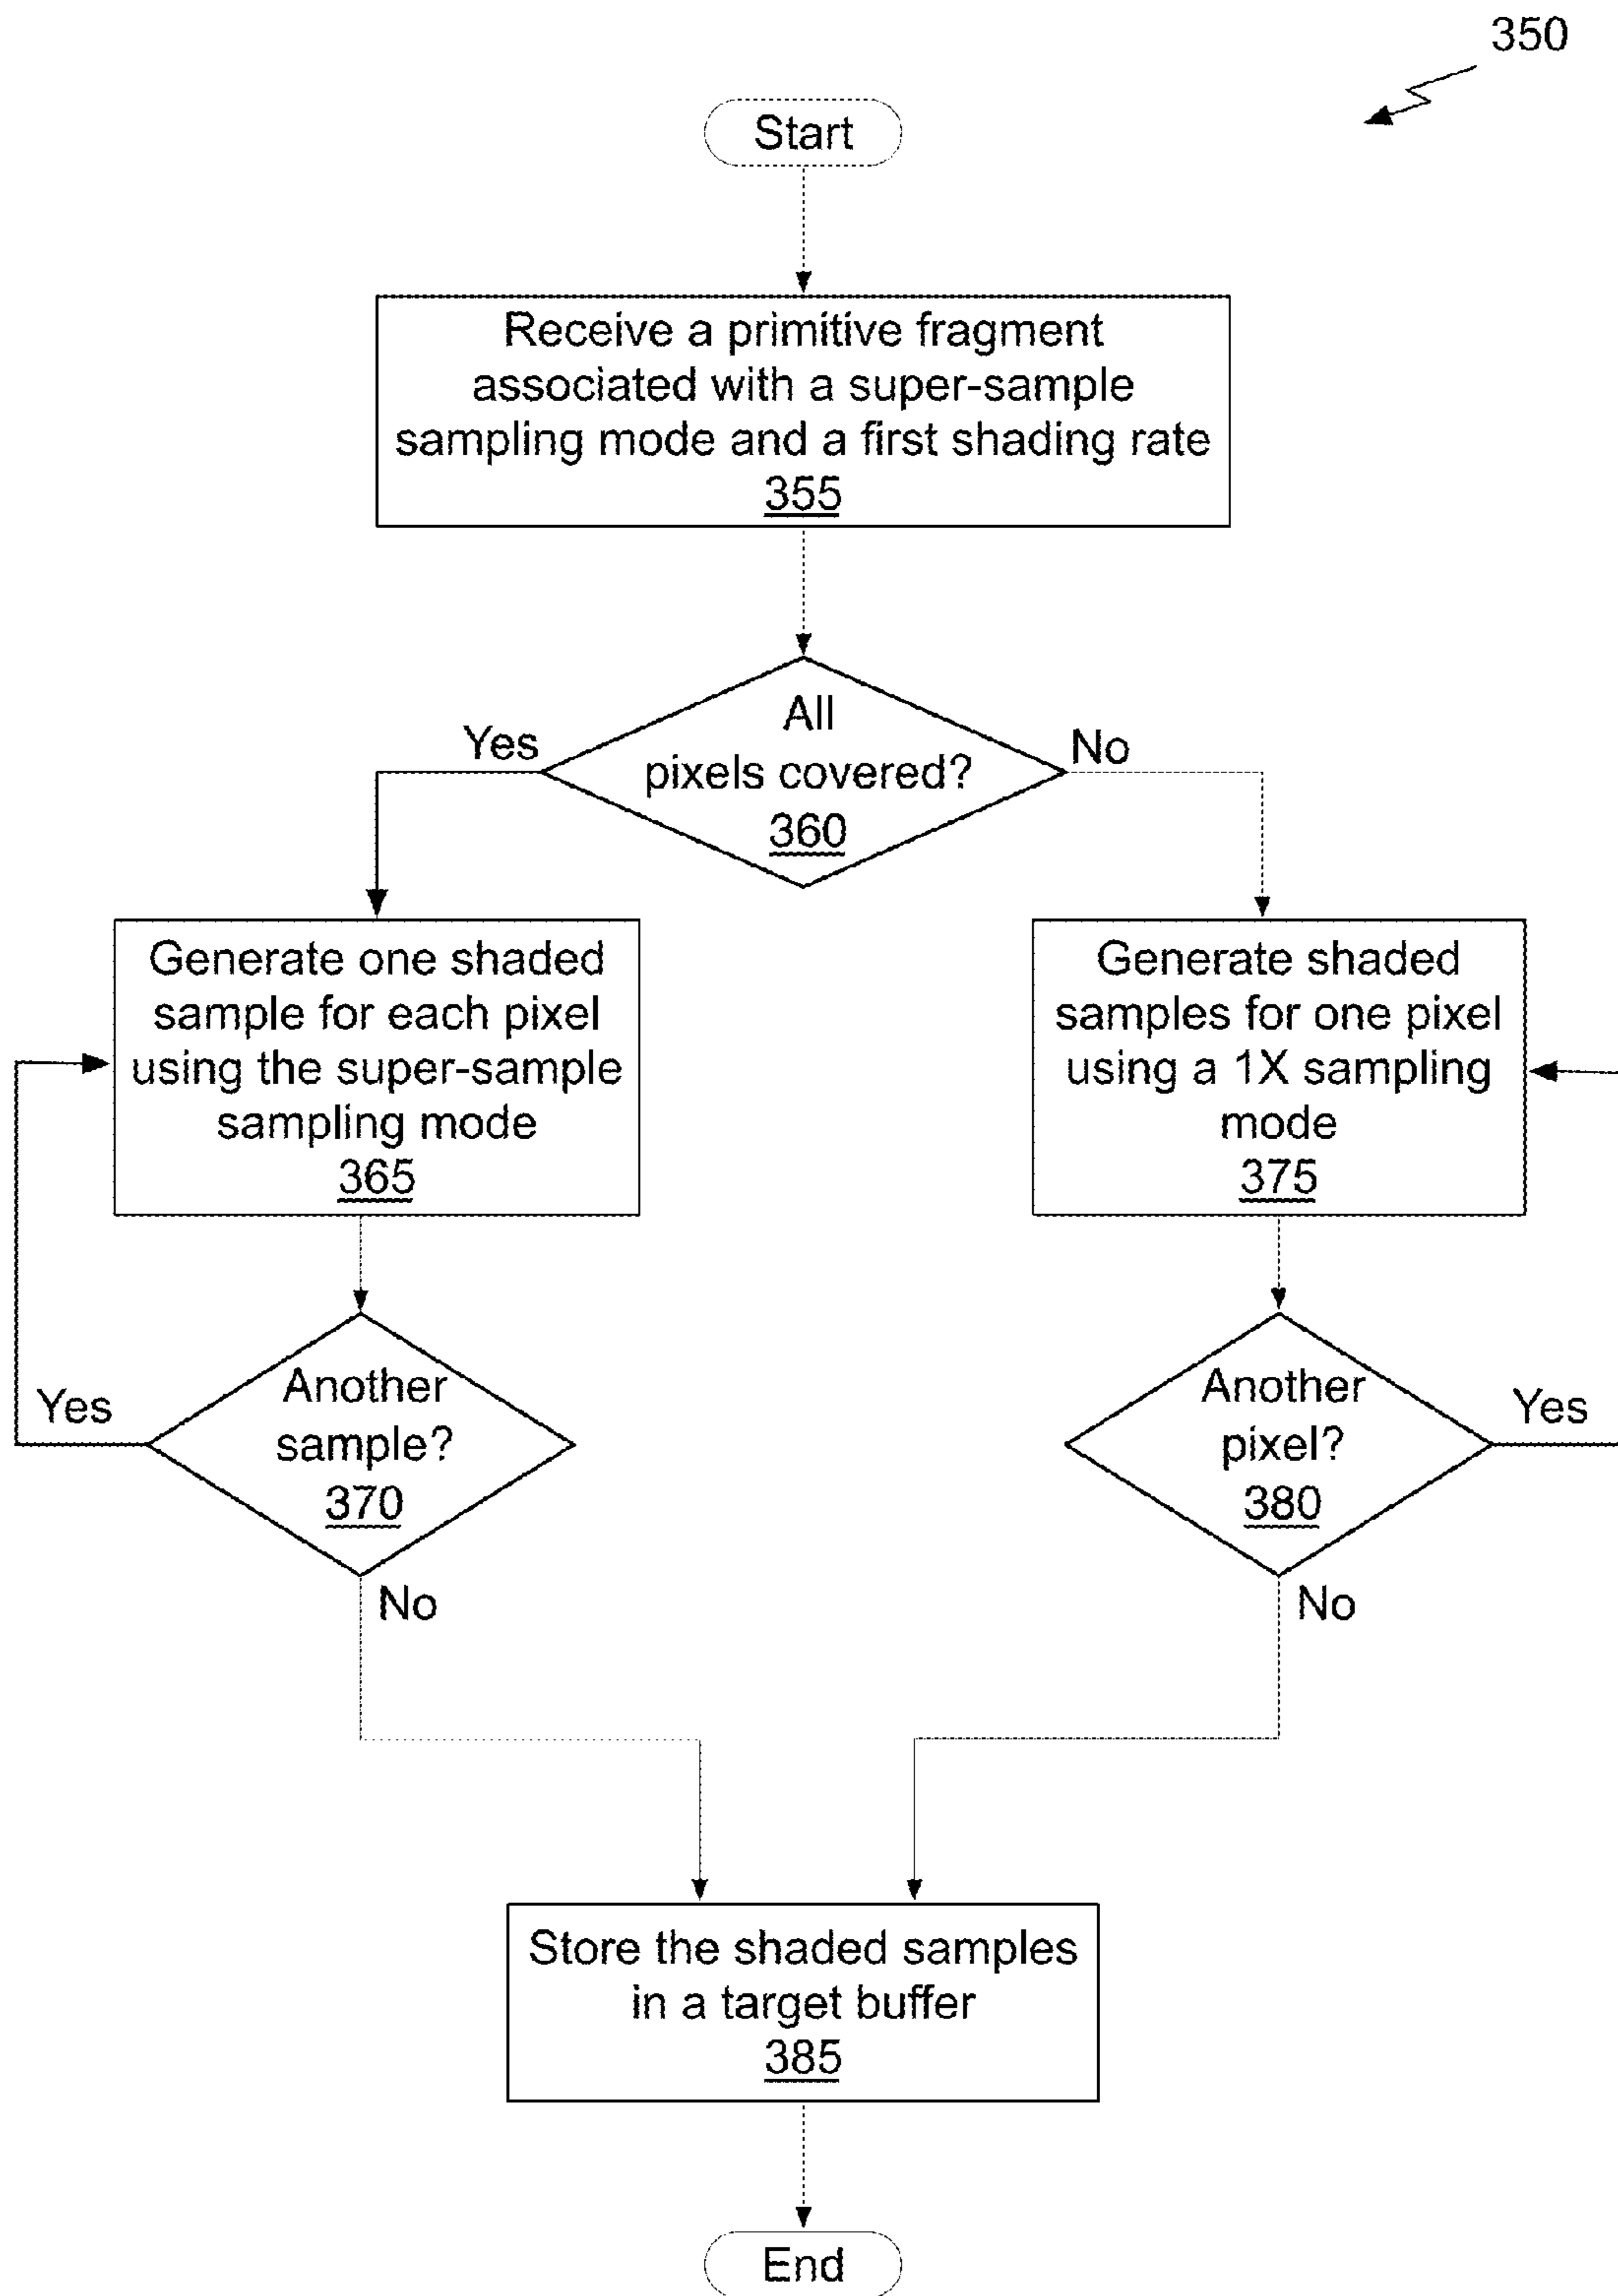 350
Start
Receive a primitive fragment
associated with a super-sample
sampling mode and a first shading rate
355
All
pixels covered?
360
Yes
No
Generate one shaded
sample for each pixel
using the super-sample
sampling mode
365
Generate shaded
samples for one pixel
using a 1X sampling
mode
375
Another
sample?
370
Yes
No
Another
pixel?
380
Yes
No
Store the shaded samples
in a target buffer
385
End